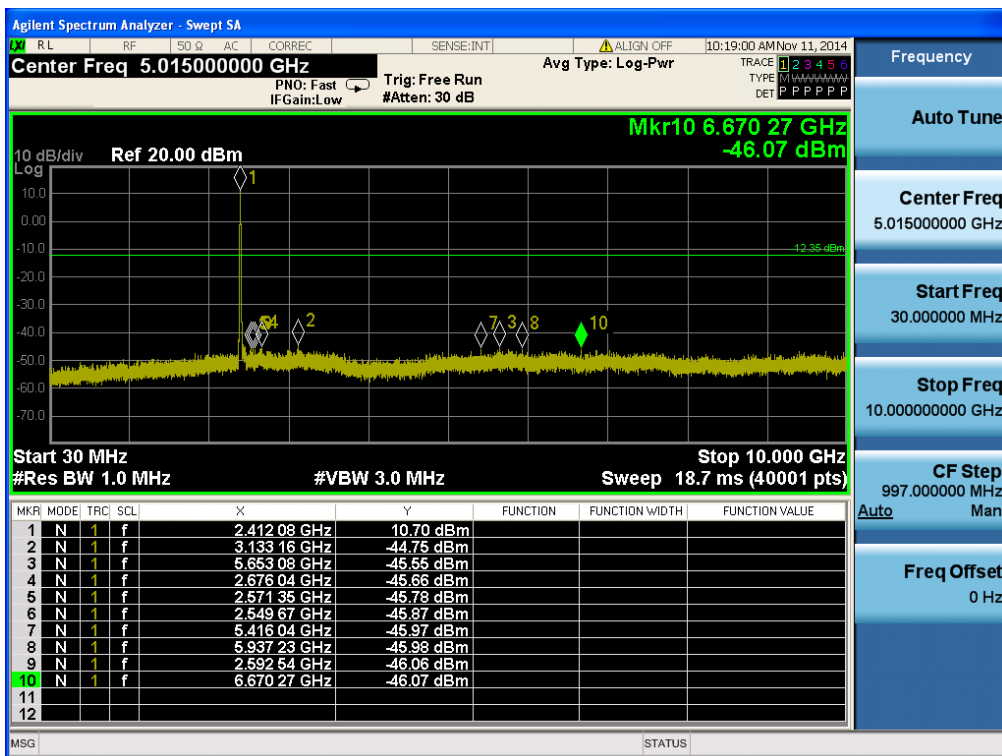 Agilent Spectrum Analyzer - Swept SA
LXI RL RF 50 Ω AC CORREC SENSE:INT ALIGN OFF 10:19:00 AM Nov 11, 2014
Center Freq 5.015000000 GHz
PNO: Fast
IFGain:Low
Trig: Free Run
#Atten: 30 dB
Avg Type: Log-Pwr
TRACE 1 2 3 4 5 6
TYPE M WWWWW
DET P P P P P P
Mkr10 6.670 27 GHz
-46.07 dBm
10 dB/div Ref 20.00 dBm
Log
10.0
0.00
-10.0
-20.0
-30.0
-40.0
-50.0
-60.0
-70.0
-12.35 dBm
1
4
2
7
3
8
10
Start 30 MHz
Stop 10.000 GHz
#Res BW 1.0 MHz
#VBW 3.0 MHz
Sweep 18.7 ms (40001 pts)
MKR MODE TRC SCL X Y FUNCTION FUNCTION WIDTH FUNCTION VALUE
1 N 1 f 2.412 08 GHz 10.70 dBm
2 N 1 f 3.133 16 GHz -44.75 dBm
3 N 1 f 5.653 08 GHz -45.55 dBm
4 N 1 f 2.676 04 GHz -45.66 dBm
5 N 1 f 2.571 35 GHz -45.78 dBm
6 N 1 f 2.549 67 GHz -45.87 dBm
7 N 1 f 5.416 04 GHz -45.97 dBm
8 N 1 f 5.937 23 GHz -45.98 dBm
9 N 1 f 2.592 54 GHz -46.06 dBm
10 N 1 f 6.670 27 GHz -46.07 dBm
11
12
MSG
STATUS
Frequency
Auto Tune
Center Freq
5.015000000 GHz
Start Freq
30.000000 MHz
Stop Freq
10.000000000 GHz
CF Step
997.000000 MHz
Auto Man
Freq Offset
0 Hz